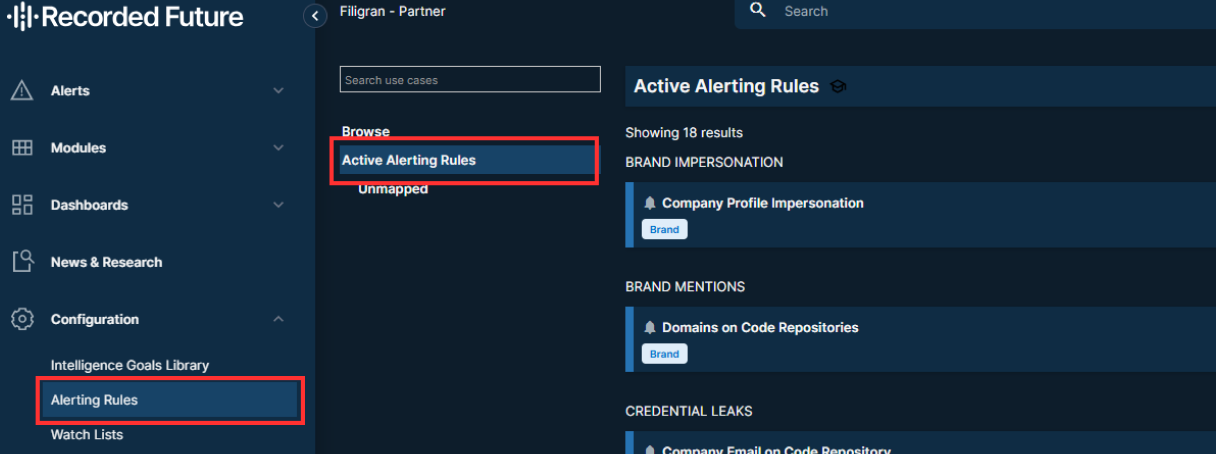 Recorded Future
Alerts
Modules
Dashboards
News & Research
Configuration
Intelligence Goals Library
Alerting Rules
Watch Lists
Filigran - Partner
Search
Search use cases
Browse
Active Alerting Rules
Unmapped
Active Alerting Rules
Showing 18 results
BRAND IMPERSONATION
Company Profile Impersonation
Brand
BRAND MENTIONS
Domains on Code Repositories
Brand
CREDENTIAL LEAKS
Company Email on Code Repository